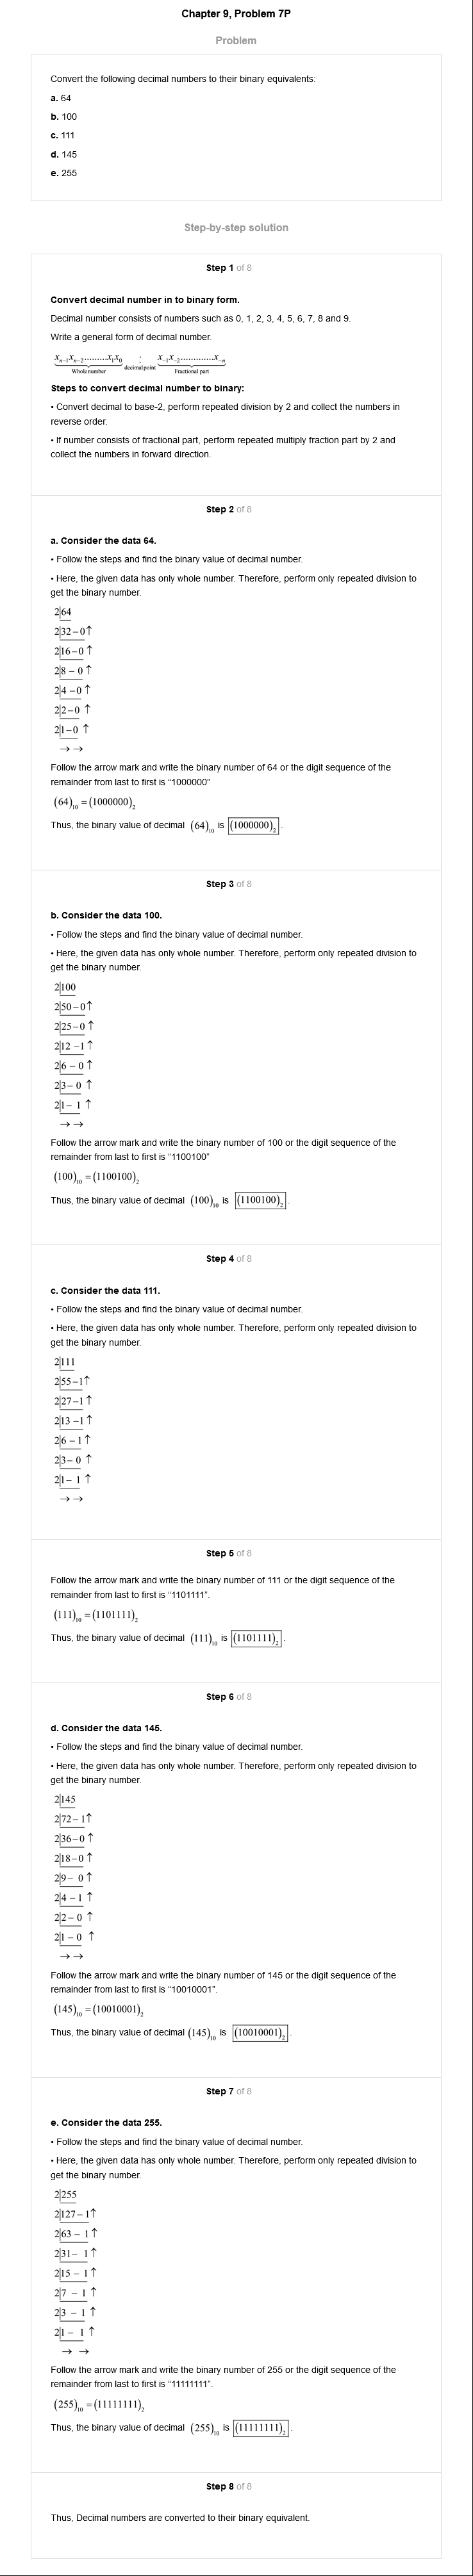 Chapter 9, Problem 7P
Problem
Convert the following decimal numbers to their binary equivalents:
a. 64
b. 100
c. 111
d. 145
e. 255
Step-by-step solution
Step 1 of 8
Convert decimal number in to binary form.
Decimal number consists of numbers such as 0, 1, 2, 3, 4, 5, 6, 7, 8 and 9.
Write a general form of decimal number.
xₙ₋₁xₙ₋₂.........x₁x₀ : x₋₁x₋₂.............x₋ₙ
Whole number decimal point Fractional part
Steps to convert decimal number to binary:
• Convert decimal to base-2, perform repeated division by 2 and collect the numbers in
reverse order.
• If number consists of fractional part, perform repeated multiply fraction part by 2 and
collect the numbers in forward direction.
Step 2 of 8
a. Consider the data 64.
• Follow the steps and find the binary value of decimal number.
• Here, the given data has only whole number. Therefore, perform only repeated division to
get the binary number.
2|64
2|32–0↑
2|16–0↑
2|8 – 0↑
2|4 –0↑
2|2–0 ↑
2|1–0 ↑
→→
Follow the arrow mark and write the binary number of 64 or the digit sequence of the
remainder from last to first is “1000000”
(64)₁₀ = (1000000)₂
Thus, the binary value of decimal (64)₁₀ is (1000000)₂.
Step 3 of 8
b. Consider the data 100.
• Follow the steps and find the binary value of decimal number.
• Here, the given data has only whole number. Therefore, perform only repeated division to
get the binary number.
2|100
2|50–0↑
2|25–0↑
2|12 –1↑
2|6 – 0↑
2|3– 0 ↑
2|1– 1 ↑
→→
Follow the arrow mark and write the binary number of 100 or the digit sequence of the
remainder from last to first is “1100100”
(100)₁₀ = (1100100)₂
Thus, the binary value of decimal (100)₁₀ is (1100100)₂.
Step 4 of 8
c. Consider the data 111.
• Follow the steps and find the binary value of decimal number.
• Here, the given data has only whole number. Therefore, perform only repeated division to
get the binary number.
2|111
2|55–1↑
2|27–1↑
2|13 –1↑
2|6 – 1↑
2|3– 0 ↑
2|1– 1 ↑
→→
Step 5 of 8
Follow the arrow mark and write the binary number of 111 or the digit sequence of the
remainder from last to first is “1101111”.
(111)₁₀ = (1101111)₂
Thus, the binary value of decimal (111)₁₀ is (1101111)₂.
Step 6 of 8
d. Consider the data 145.
• Follow the steps and find the binary value of decimal number.
• Here, the given data has only whole number. Therefore, perform only repeated division to
get the binary number.
2|145
2|72– 1↑
2|36–0↑
2|18–0↑
2|9– 0↑
2|4 – 1 ↑
2|2– 0 ↑
2|1 – 0 ↑
→→
Follow the arrow mark and write the binary number of 145 or the digit sequence of the
remainder from last to first is “10010001”.
(145)₁₀ = (10010001)₂
Thus, the binary value of decimal (145)₁₀ is (10010001)₂.
Step 7 of 8
e. Consider the data 255.
• Follow the steps and find the binary value of decimal number.
• Here, the given data has only whole number. Therefore, perform only repeated division to
get the binary number.
2|255
2|127– 1↑
2|63 – 1↑
2|31– 1↑
2|15 – 1↑
2|7 – 1 ↑
2|3 – 1 ↑
2|1 – 1 ↑
→ →
Follow the arrow mark and write the binary number of 255 or the digit sequence of the
remainder from last to first is “11111111”.
(255)₁₀ = (11111111)₂
Thus, the binary value of decimal (255)₁₀ is (11111111)₂.
Step 8 of 8
Thus, Decimal numbers are converted to their binary equivalent.